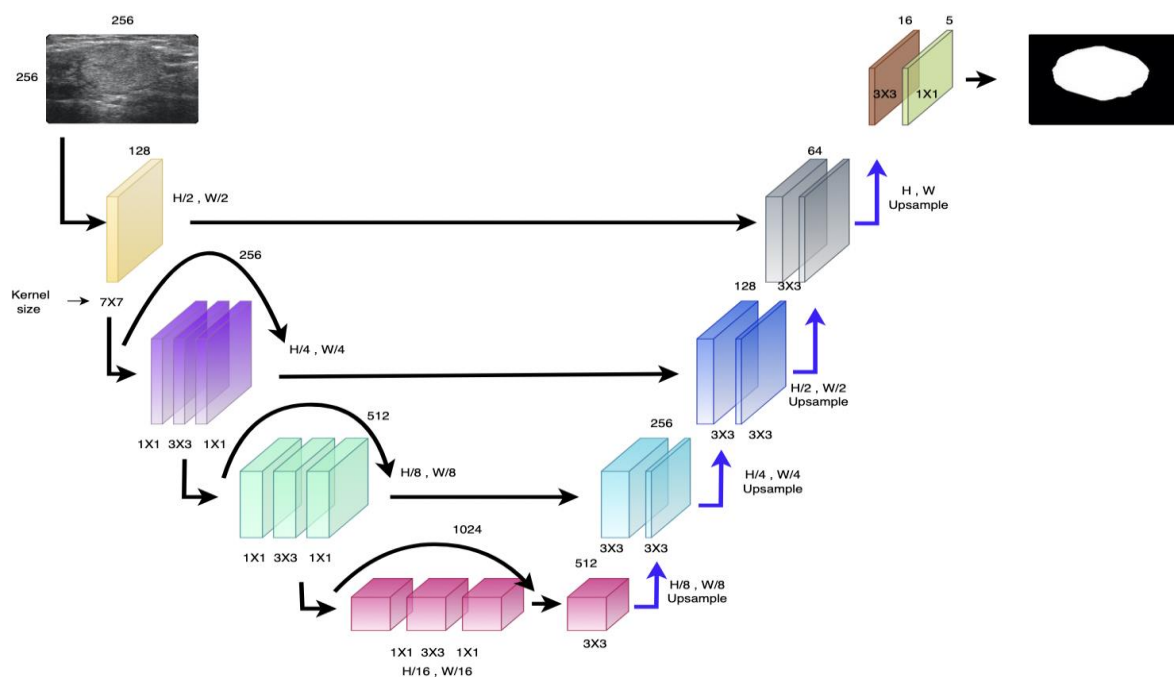 256
16
5
256
3X3
1X1
128
64
H/2 , W/2
H , W
Upsample
256
3X3
Kernel
size
7X7
128
H/4 , W/4
H/2 , W/2
Upsample
1X1 3X3 1X1
512
256
3X3 3X3
H/8 , W/8
H/4 , W/4
Upsample
1X1 3X3 1X1
1024
3X3 3X3
512
H/8 , W/8
Upsample
1X1 3X3 1X1
3X3
H/16 , W/16